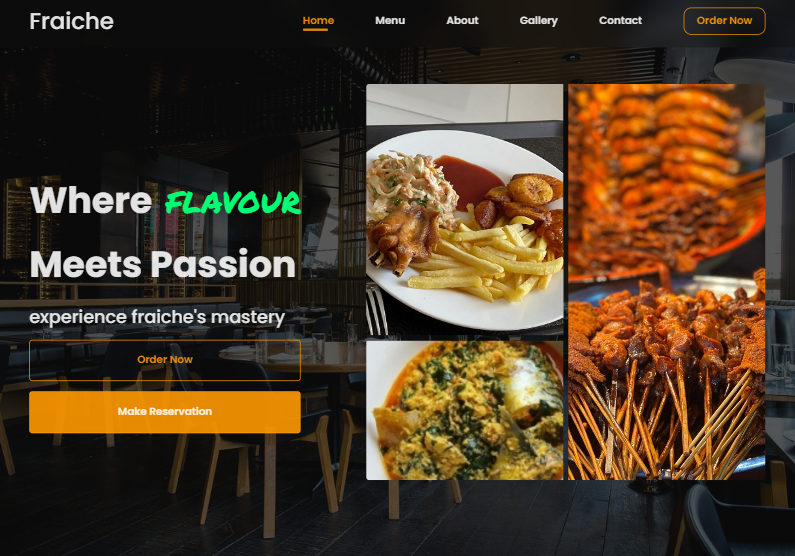 Fraiche
Home Menu About Gallery Contact Order Now
Where FLAVOUR
Meets Passion
experience fraiche's mastery
Order Now
Make Reservation